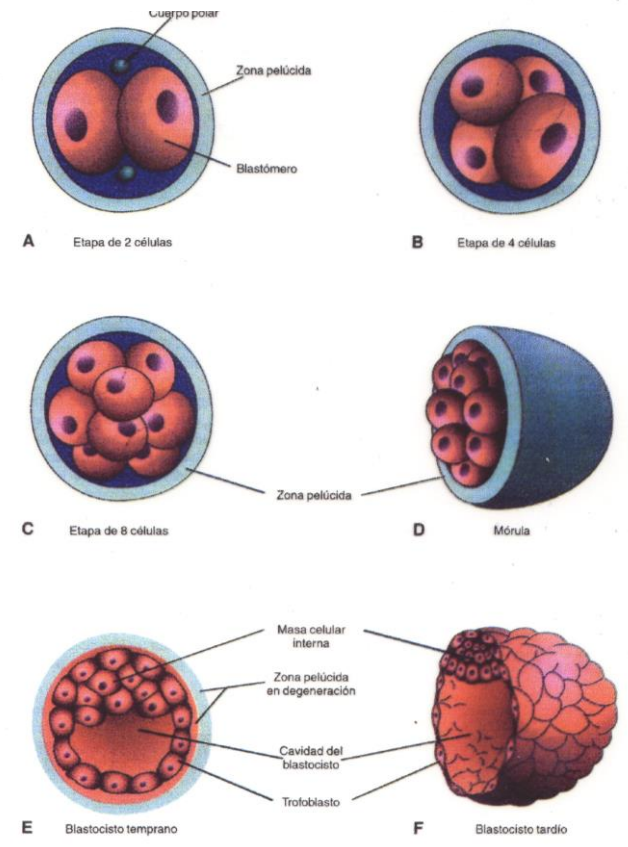 Cuerpo polar
Zona pelúcida
Blastómero
A Etapa de 2 células
B Etapa de 4 células
Zona pelúcida
C Etapa de 8 células
D Mórula
Masa celular
interna
Zona pelúcida
en degeneración
Cavidad del
blastocisto
Trofoblasto
E Blastocisto temprano
F Blastocisto tardío